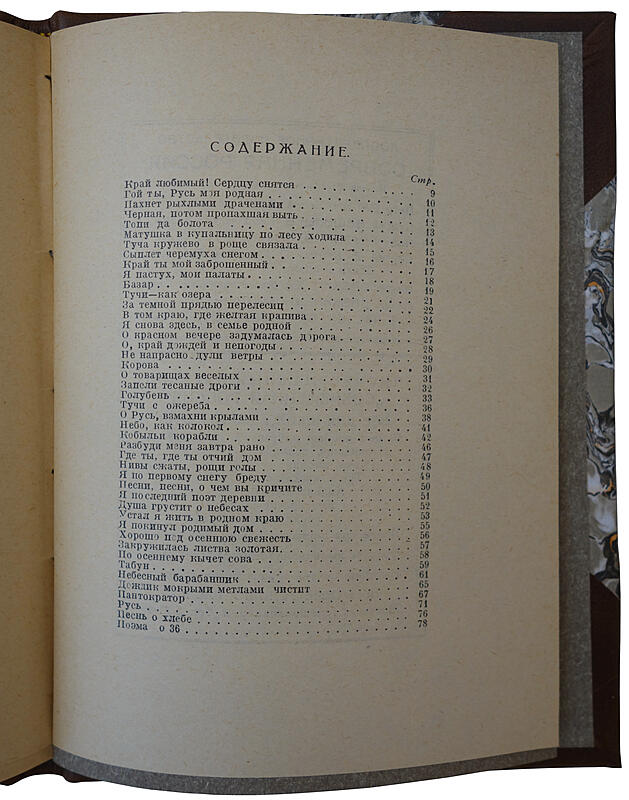 СОДЕРЖАНИЕ.
Стр.
Край любимый! Сердцу снятся . . . 9
Гой ты, Русь моя родная . . . 10
Пахнет рыхлыми драченами . . . 11
Черная, потом пропахшая выть . . . 12
Топи да болота . . . 13
Матушка в купальницу по лесу ходила . . . 14
Туча кружево в роще связала . . . 15
Сыплет черемуха снегом . . . 16
Край ты мой заброшенный . . . 17
Я пастух, мои палаты . . . 18
Базар . . . 19
Тучи—как озера . . . 21
За темной прядью перелесиц . . . 22
В том краю, где желтая крапива . . . 24
Я снова здесь, в семье родной . . . 26
О красном вечере задумалась дорога . . . 27
О, край дождей и непогоды . . . 28
Не напрасно дули ветры . . . 29
Корова . . . 30
О товарищах веселых . . . 31
Запели тесаные дроги . . . 32
Голубень . . . 33
Тучи с ожереба . . . 36
О Русь, взмахни крылами . . . 38
Небо, как колокол . . . 41
Кобыльи корабли . . . 42
Разбуди меня завтра рано . . . 46
Где ты, где ты отчий дом . . . 47
Нивы сжаты, рощи голы . . . 48
Я по первому снегу бреду . . . 49
Песни, песни, о чем вы кричите . . . 50
Я последний поэт деревни . . . 51
Душа грустит о небесах . . . 52
Устал я жить в родном краю . . . 53
Я покинул родимый дом . . . 55
Хорошо под осеннюю свежесть . . . 56
Закружилась листва золотая . . . 57
По осеннему кычет сова . . . 58
Табун . . . 59
Небесный барабанщик . . . 61
Дождик мокрыми метлами чистит . . . 65
Пантократор . . . 67
Русь . . . 71
Песнь о хлебе . . . 76
Поэма о 36 . . . 78